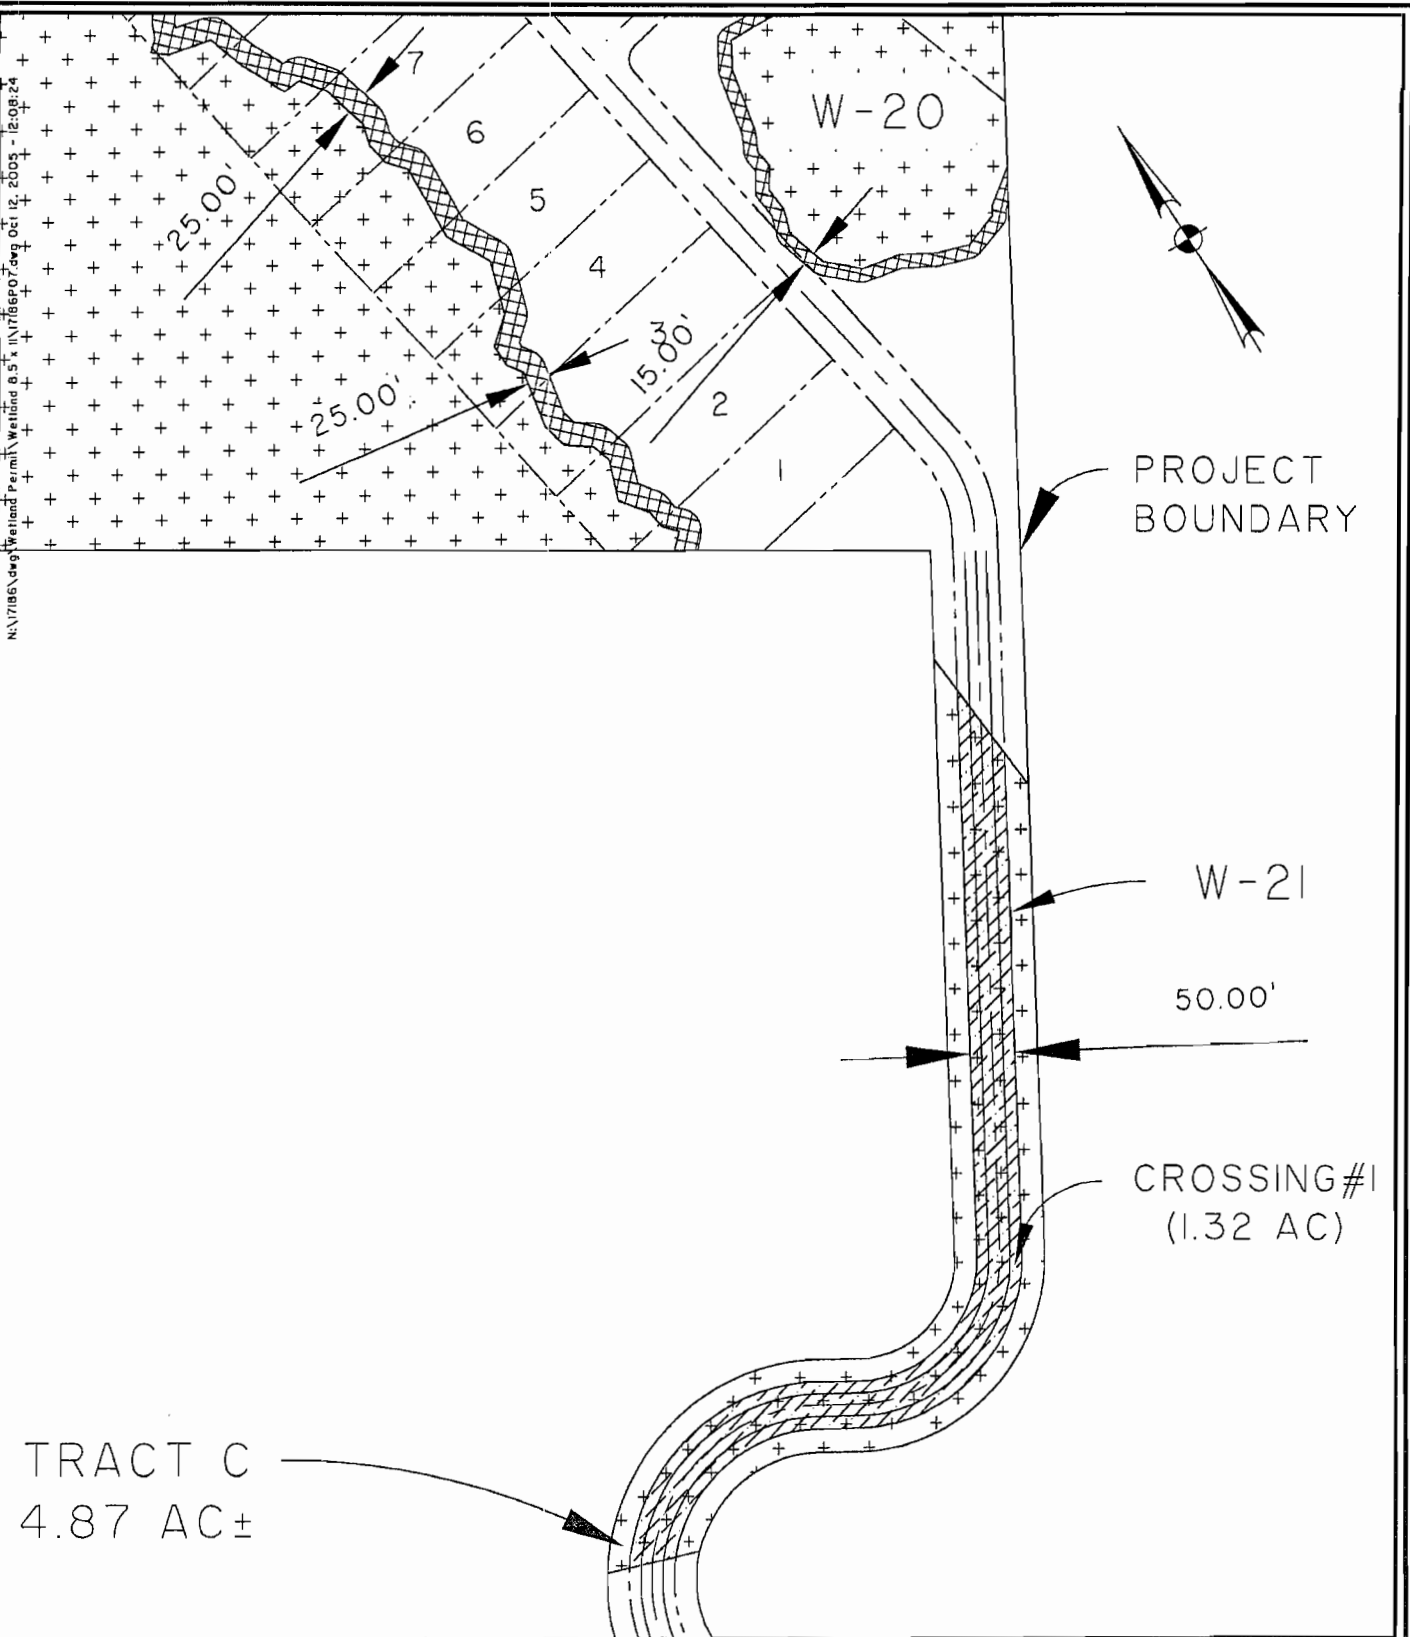 N:\17186\dwg\Wetland Permit\Wetland 8.5 x 11\17186P07.dwg Oct 12, 2005 - 12:08:24
7
W-20
6
25.00'
5
4
3
15.00'
25.00'
2
1
PROJECT
BOUNDARY
W-21
50.00'
CROSSING#1
(1.32 AC)
TRACT C
4.87 AC±